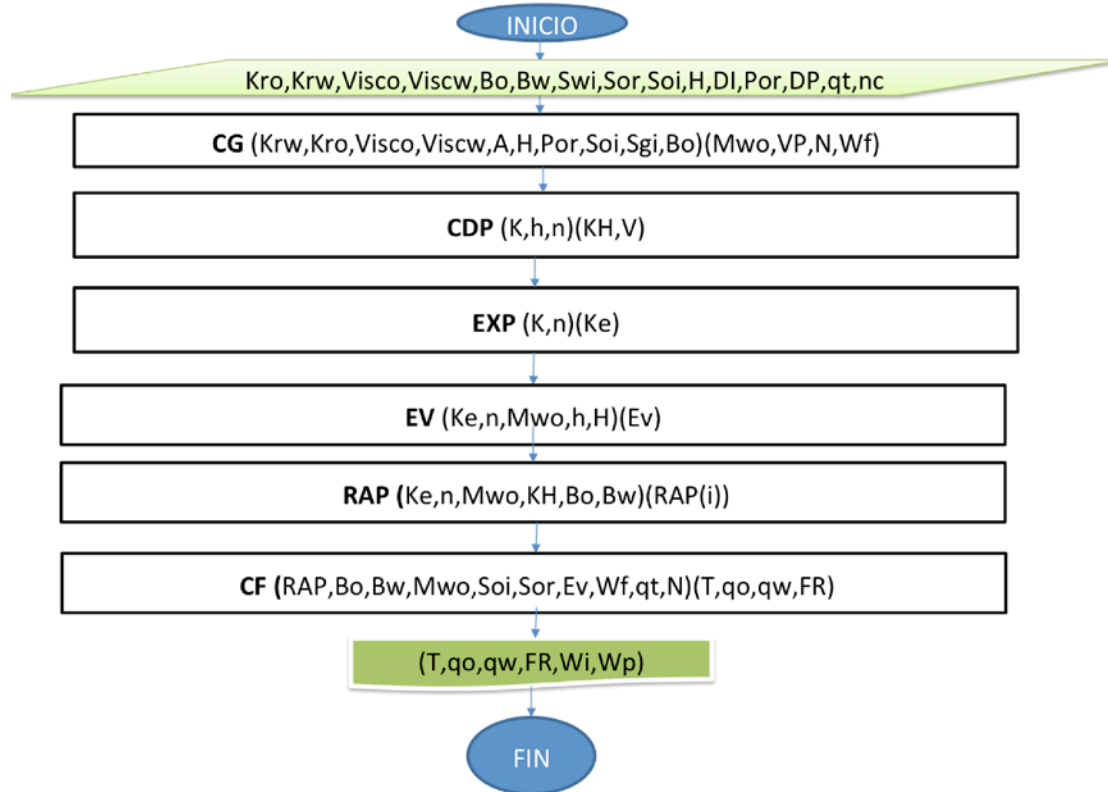 INICIO
Kro,Krw,Visco,Viscw,Bo,Bw,Swi,Sor,Soi,H,DI,Por,DP,qt,nc
CG (Krw,Kro,Visco,Viscw,A,H,Por,Soi,Sgi,Bo)(Mwo,VP,N,Wf)
CDP (K,h,n)(KH,V)
EXP (K,n)(Ke)
EV (Ke,n,Mwo,h,H)(Ev)
RAP (Ke,n,Mwo,KH,Bo,Bw)(RAP(i))
CF (RAP,Bo,Bw,Mwo,Soi,Sor,Ev,Wf,qt,N)(T,qo,qw,FR)
(T,qo,qw,FR,Wi,Wp)
FIN